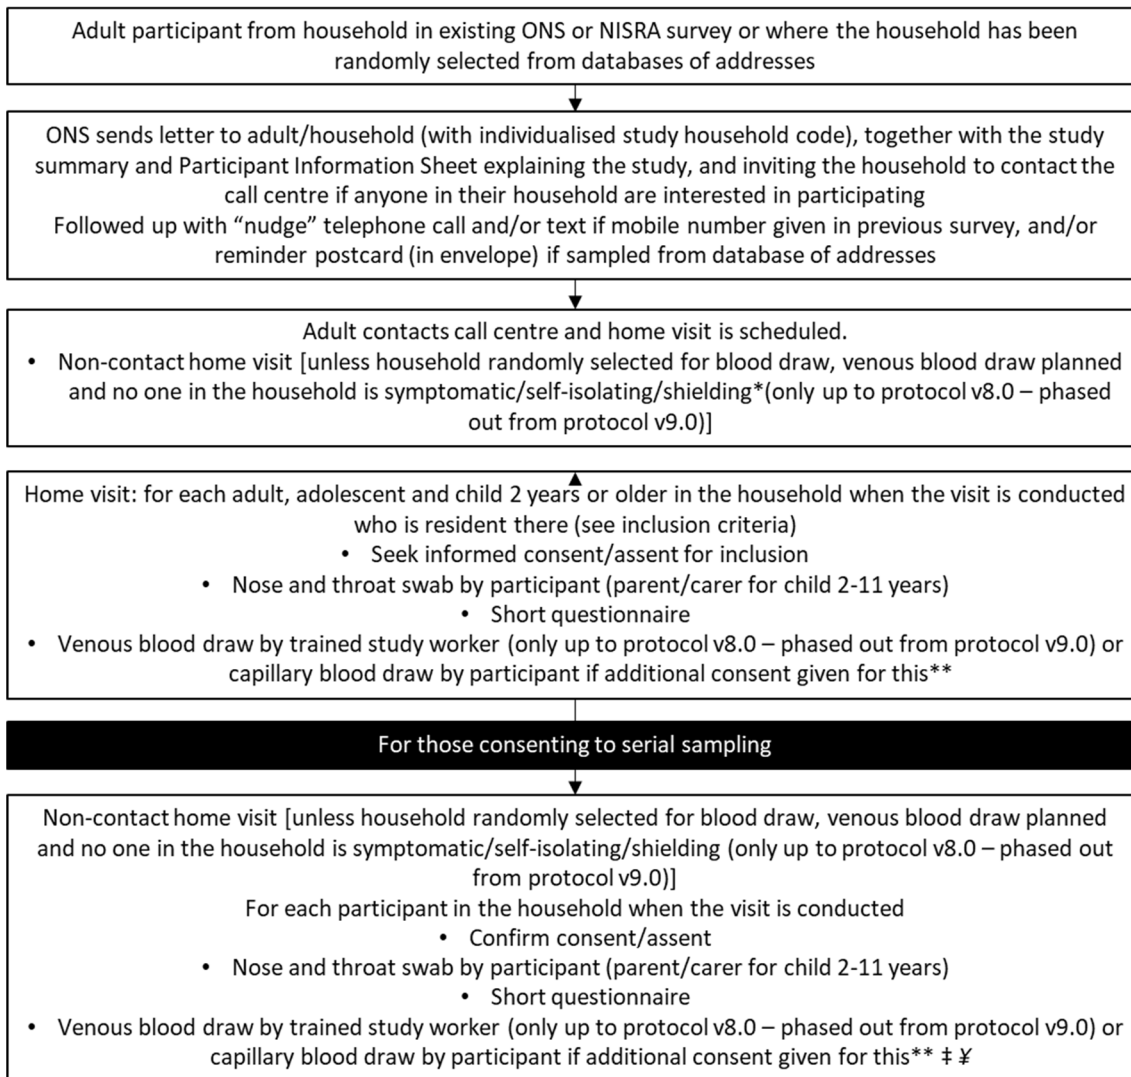 Adult participant from household in existing ONS or NISRA survey or where the household has been
randomly selected from databases of addresses
ONS sends letter to adult/household (with individualised study household code), together with the study
summary and Participant Information Sheet explaining the study, and inviting the household to contact the
call centre if anyone in their household are interested in participating
Followed up with “nudge” telephone call and/or text if mobile number given in previous survey, and/or
reminder postcard (in envelope) if sampled from database of addresses
Adult contacts call centre and home visit is scheduled.
• Non-contact home visit [unless household randomly selected for blood draw, venous blood draw planned
and no one in the household is symptomatic/self-isolating/shielding*(only up to protocol v8.0 – phased
out from protocol v9.0)]
Home visit: for each adult, adolescent and child 2 years or older in the household when the visit is conducted
who is resident there (see inclusion criteria)
• Seek informed consent/assent for inclusion
• Nose and throat swab by participant (parent/carer for child 2-11 years)
• Short questionnaire
• Venous blood draw by trained study worker (only up to protocol v8.0 – phased out from protocol v9.0) or
capillary blood draw by participant if additional consent given for this**
For those consenting to serial sampling
Non-contact home visit [unless household randomly selected for blood draw, venous blood draw planned
and no one in the household is symptomatic/self-isolating/shielding (only up to protocol v8.0 – phased out
from protocol v9.0)]
For each participant in the household when the visit is conducted
• Confirm consent/assent
• Nose and throat swab by participant (parent/carer for child 2-11 years)
• Short questionnaire
• Venous blood draw by trained study worker (only up to protocol v8.0 – phased out from protocol v9.0) or
capillary blood draw by participant if additional consent given for this** ‡ ¥